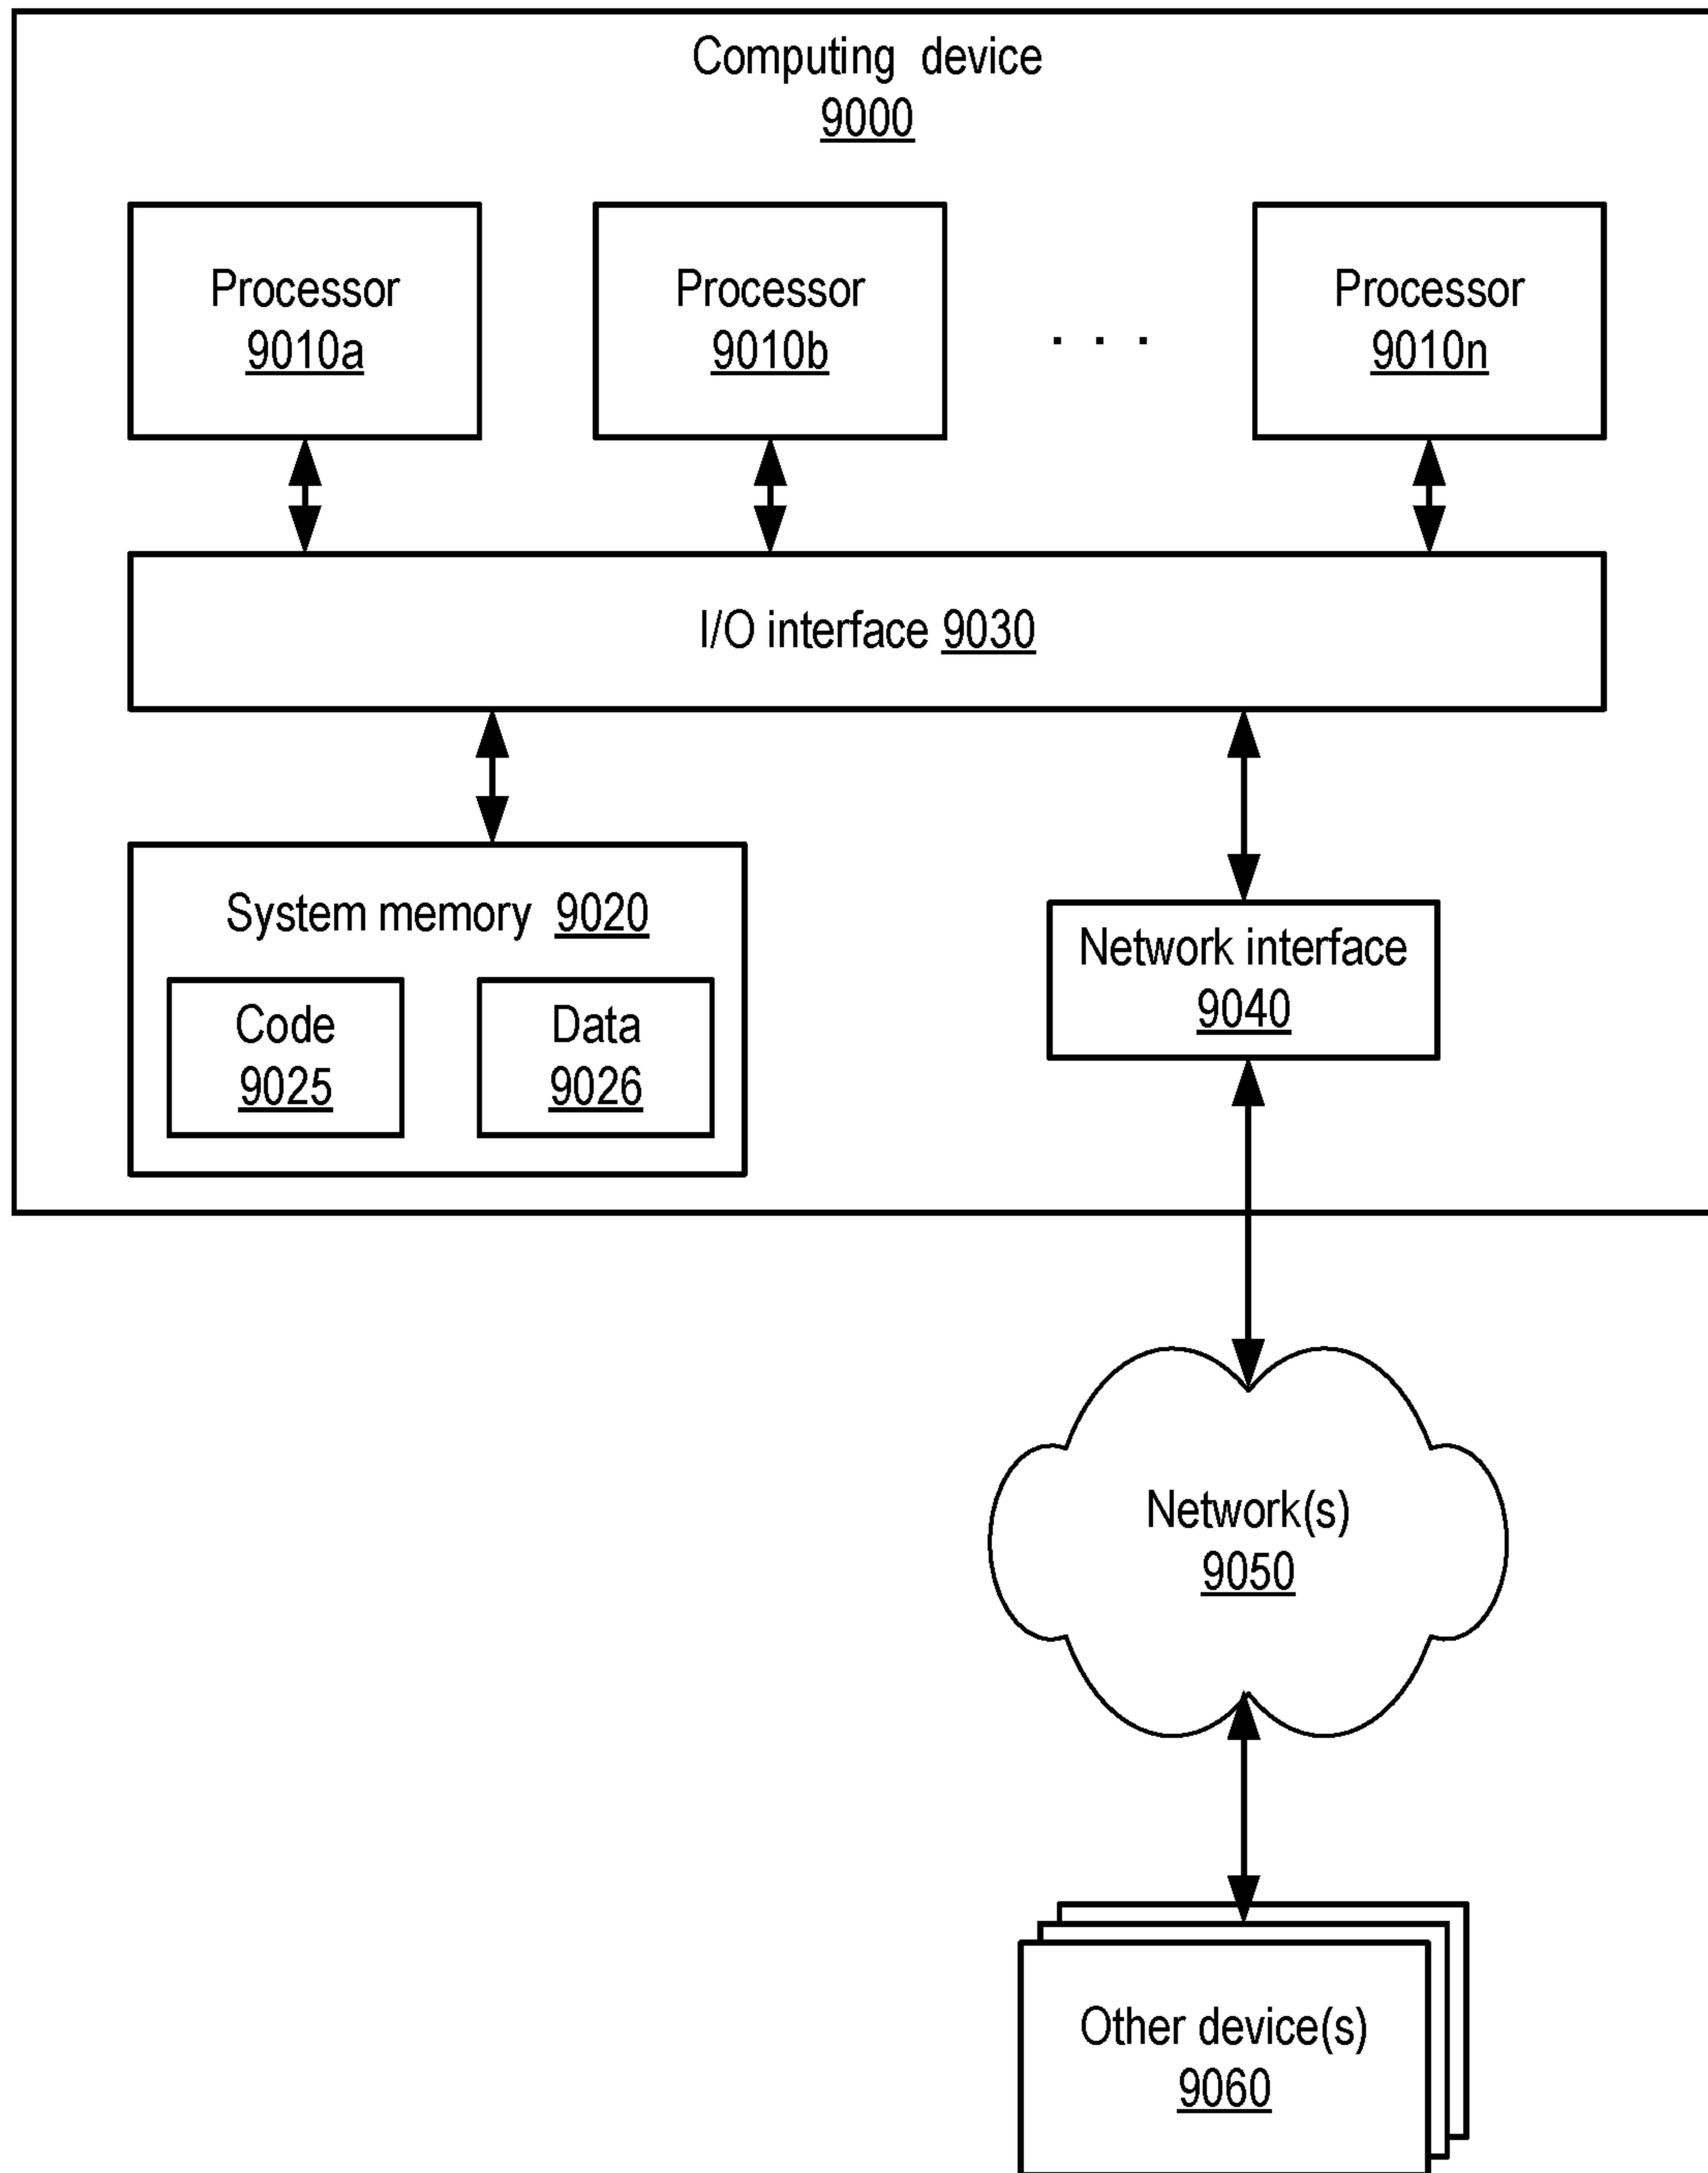 Computing device
9000
Processor
9010a
Processor
9010b
. . .
Processor
9010n
I/O interface 9030
System memory 9020
Code
9025
Data
9026
Network interface
9040
Network(s)
9050
Other device(s)
9060